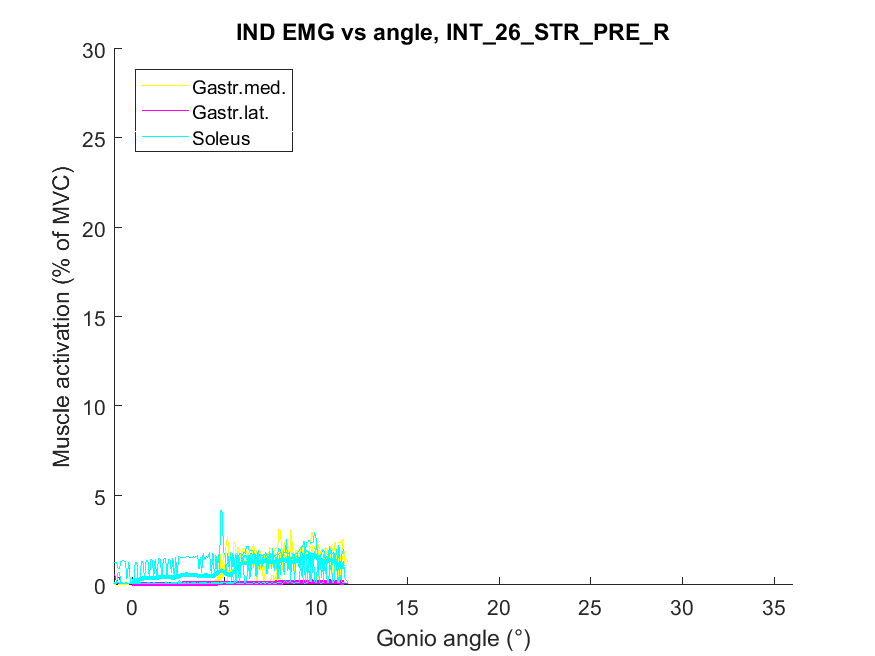 IND EMG vs angle, INT_26_STR_PRE_R
30
Gastr.med.
Gastr.lat.
Soleus
25
20
15
10
5
0
Muscle activation (% of MVC)
0 5 10 15 20 25 30 35
Gonio angle (°)